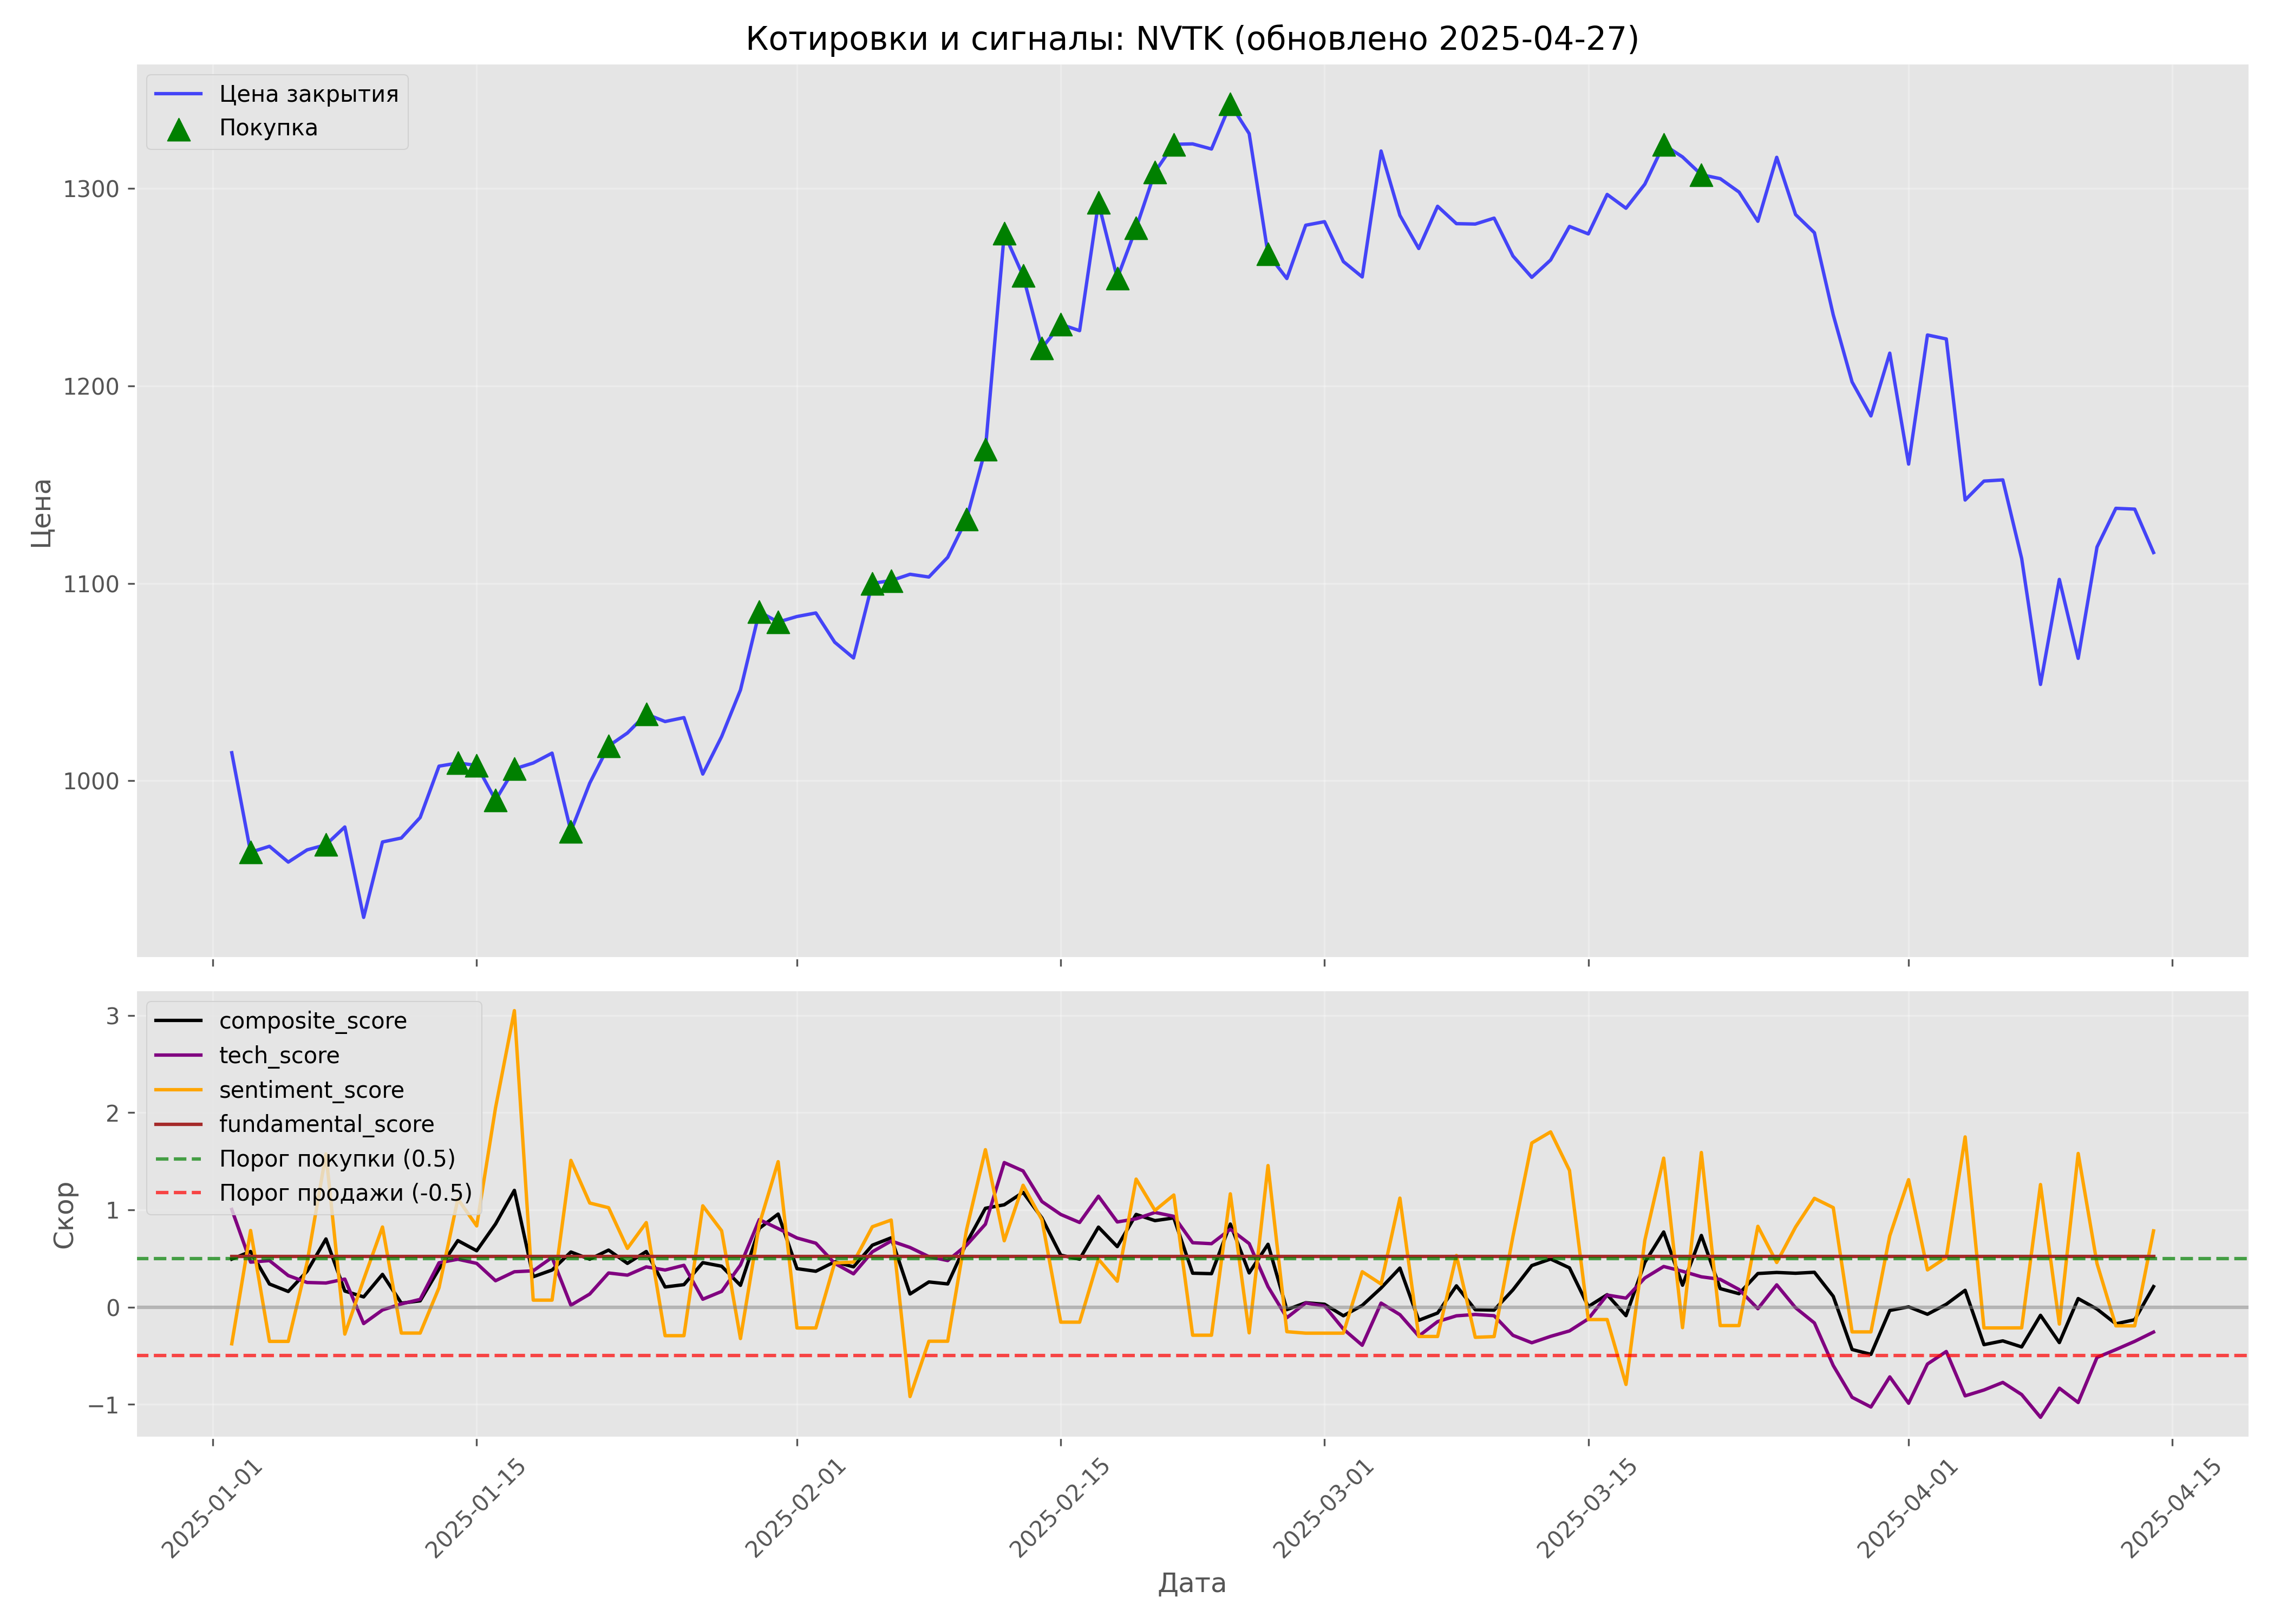 Котировки и сигналы: NVTK (обновлено 2025-04-27)
Цена закрытия
Покупка
1300
1200
1100
1000
Цена
composite_score
tech_score
sentiment_score
fundamental_score
Порог покупки (0.5)
Порог продажи (-0.5)
3
2
1
0
−1
Скор
2025-01-01
2025-01-15
2025-02-01
2025-02-15
2025-03-01
2025-03-15
2025-04-01
2025-04-15
Дата